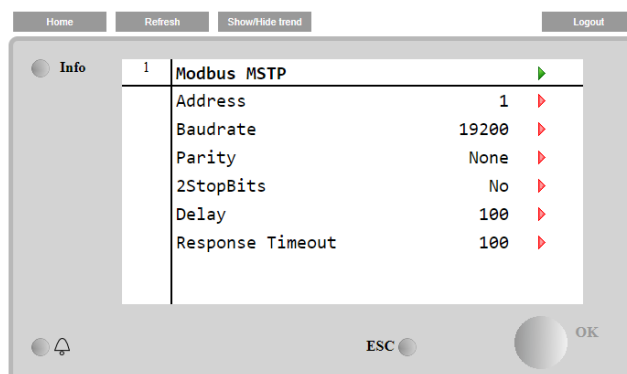 Home Refresh Show/Hide trend Logout
Info 1 Modbus MSTP
Address 1
Baudrate 19200
Parity None
2StopBits No
Delay 100
Response Timeout 100
ESC OK